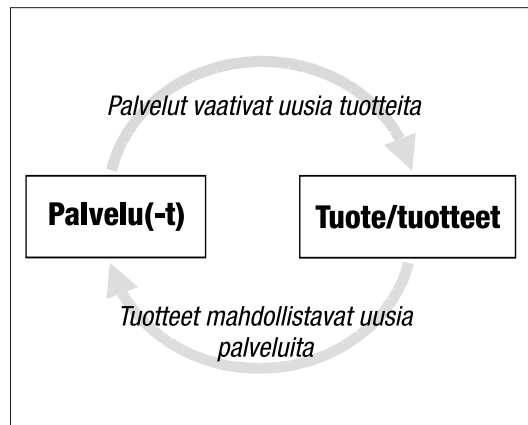 Palvelut vaativat uusia tuotteita
Palvelu(-t)
Tuote/tuotteet
Tuotteet mahdollistavat uusia
palveluita